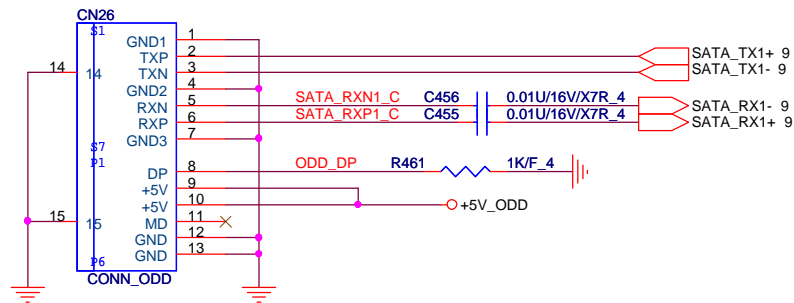 CN26
S1
GND1 1
TXP 2 SATA_TX1+ 9
14 14 TXN 3 SATA_TX1- 9
GND2 4
RXN 5 SATA_RXN1_C C456 0.01U/16V/X7R_4 SATA_RX1- 9
RXP 6 SATA_RXP1_C C455 0.01U/16V/X7R_4 SATA_RX1+ 9
GND3 7
S7
P1
DP 8 ODD_DP R461 1K/F_4
+5V 9
+5V 10 +5V_ODD
15 15 MD 11
GND 12
GND 13
P6
CONN_ODD